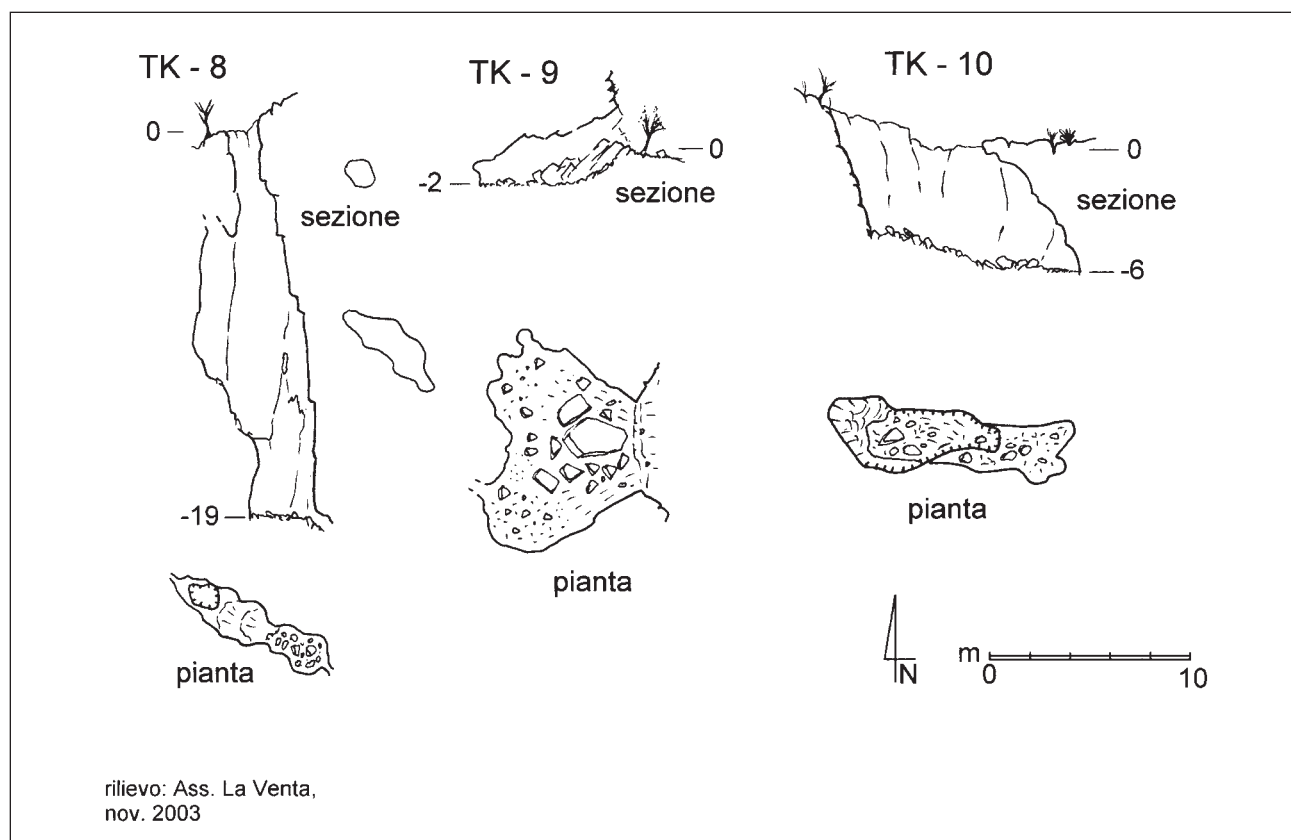 TK - 8
0
sezione
-19
pianta
TK - 9
0
-2
sezione
pianta
TK - 10
0
sezione
-6
pianta
N
m
0
10
rilievo: Ass. La Venta,
nov. 2003